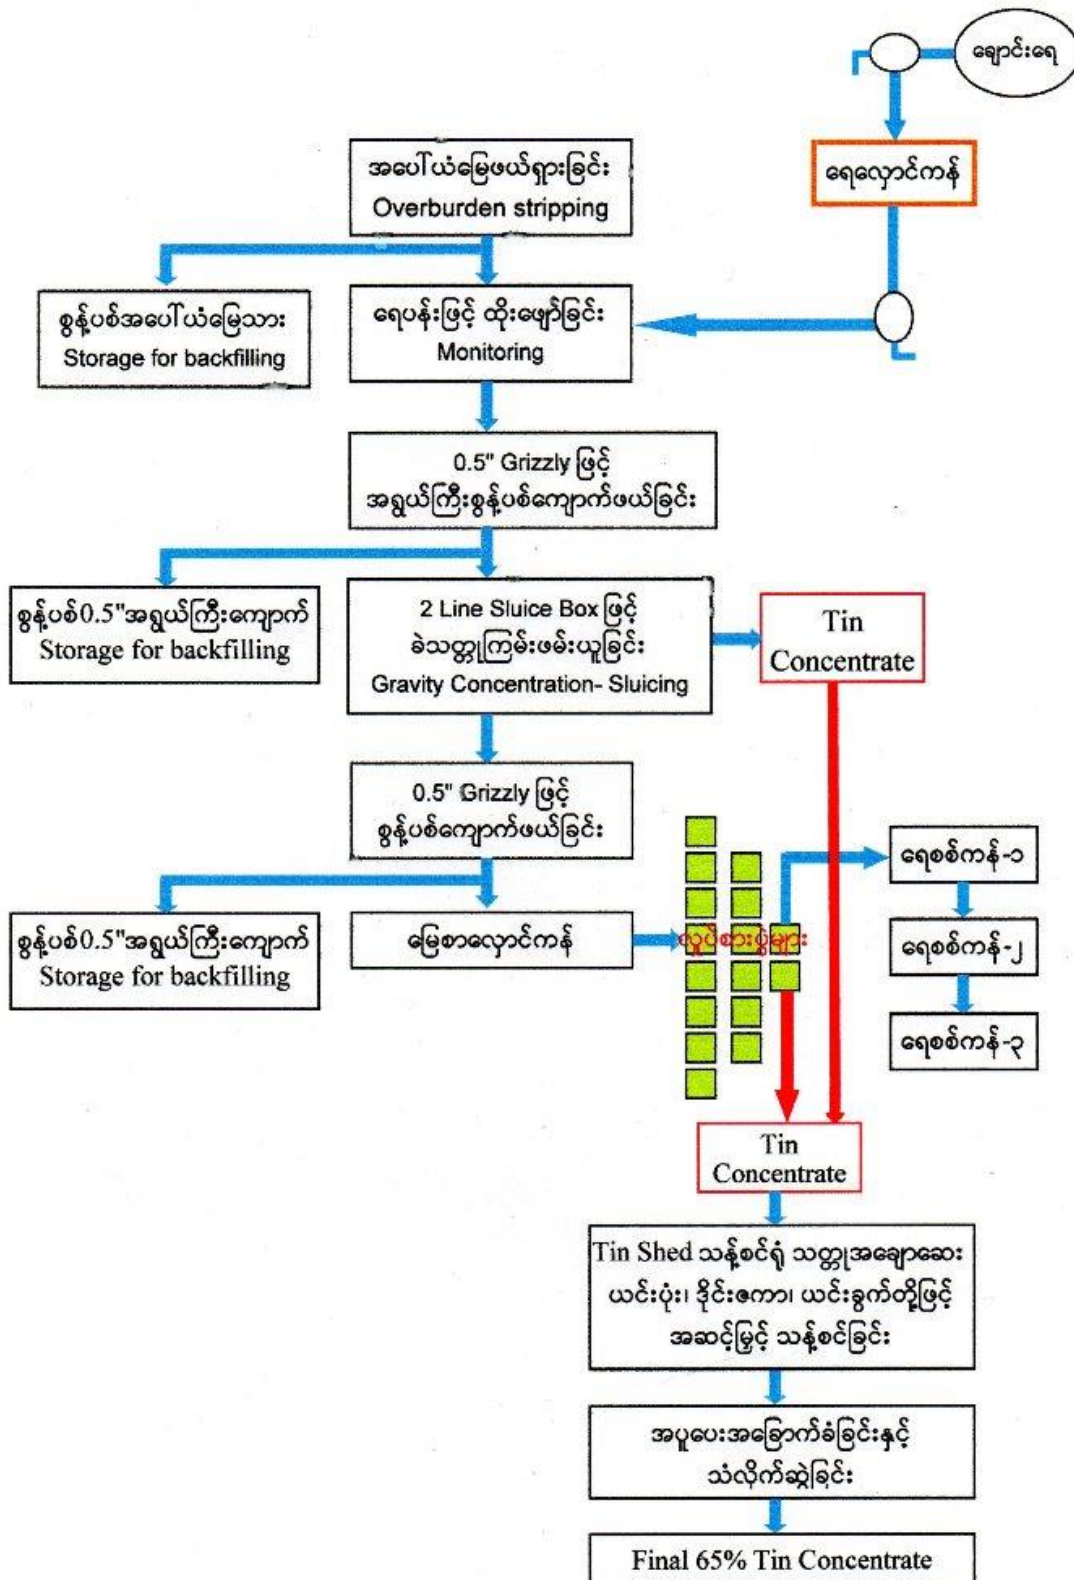 ချောင်းရေ
ရေလှောင်ကန်
အပေါ်ယံမြေဖယ်ရှားခြင်း
Overburden stripping
စွန့်ပစ်အပေါ်ယံမြေသား
Storage for backfilling
ရေပန်းဖြင့် ထိုးဖျော်ခြင်း
Monitoring
0.5" Grizzly ဖြင့်
အရွယ်ကြီးစွန့်ပစ်ကျောက်ဖယ်ခြင်း
စွန့်ပစ်0.5"အရွယ်ကြီးကျောက်
Storage for backfilling
2 Line Sluice Box ဖြင့်
ခဲသတ္တုကြမ်းဖမ်းယူခြင်း
Gravity Concentration- Sluicing
Tin
Concentrate
0.5" Grizzly ဖြင့်
စွန့်ပစ်ကျောက်ဖယ်ခြင်း
စွန့်ပစ်0.5"အရွယ်ကြီးကျောက်
Storage for backfilling
မြေစာလှောင်ကန်
လှုပ်စားပွဲများ
ရေစစ်ကန်-၁
ရေစစ်ကန်-၂
ရေစစ်ကန်-၃
Tin
Concentrate
Tin Shed သန့်စင်ရုံ သတ္တုအချောဆေး
ယင်းပုံး၊ ဒိုင်းဇကာ၊ ယင်းခွက်တို့ဖြင့်
အဆင့်မြှင့် သန့်စင်ခြင်း
အပူပေးအခြောက်ခံခြင်းနှင့်
သံလိုက်ဆွဲခြင်း
Final 65% Tin Concentrate